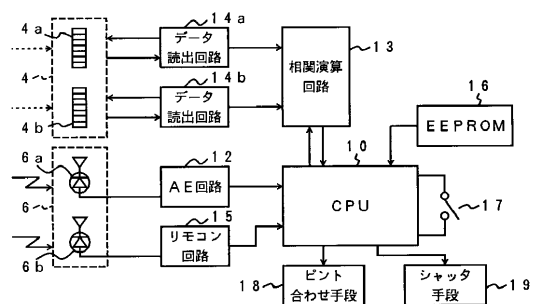 14a
4a
データ
読出回路
13
相関演算
回路
4
14b
データ
読出回路
4b
16
EEPROM
6a
12
AE回路
10
CPU
6
15
リモコン
回路
17
6b
18
ピント
合わせ手段
シャッタ
手段
19